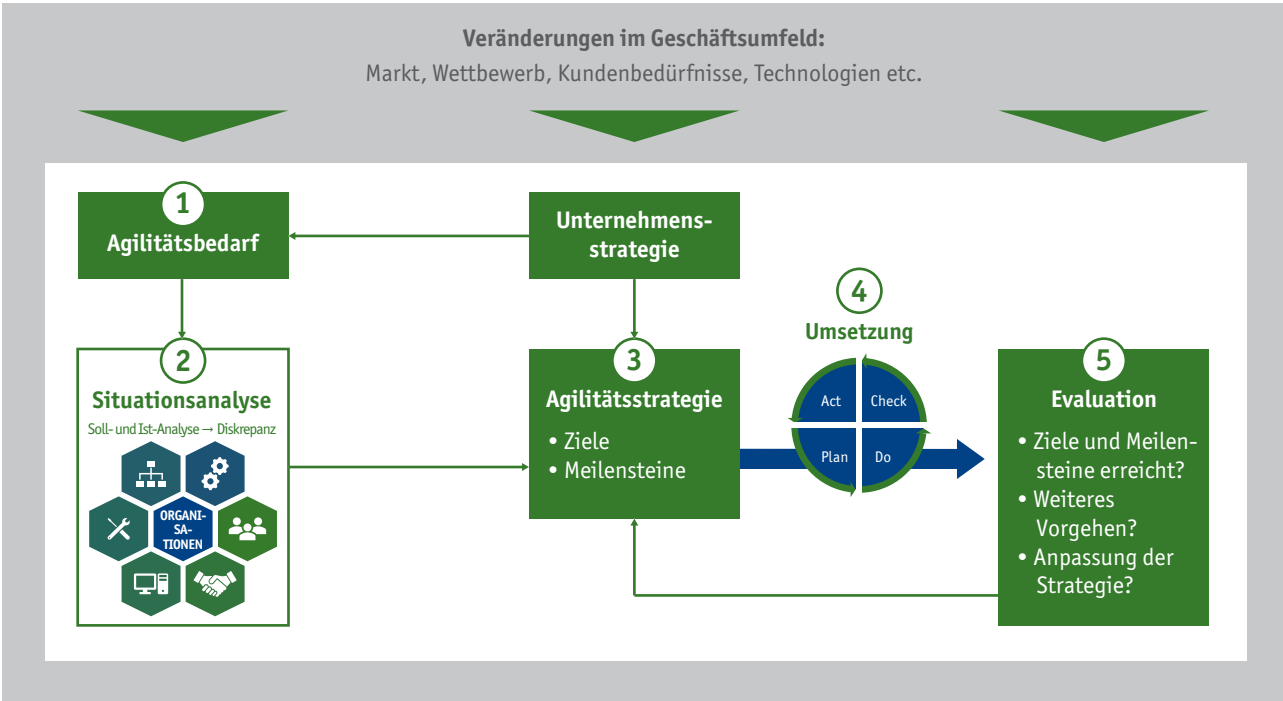 Veränderungen im Geschäftsumfeld:
Markt, Wettbewerb, Kundenbedürfnisse, Technologien etc.
1
Agilitätsbedarf
Unternehmens-
strategie
2
Situationsanalyse
Soll- und Ist-Analyse → Diskrepanz
ORGANI-
SA-
TIONEN
3
Agilitätsstrategie
• Ziele
• Meilensteine
4
Umsetzung
Act
Check
Plan
Do
5
Evaluation
• Ziele und Meilen-
steine erreicht?
• Weiteres
Vorgehen?
• Anpassung der
Strategie?